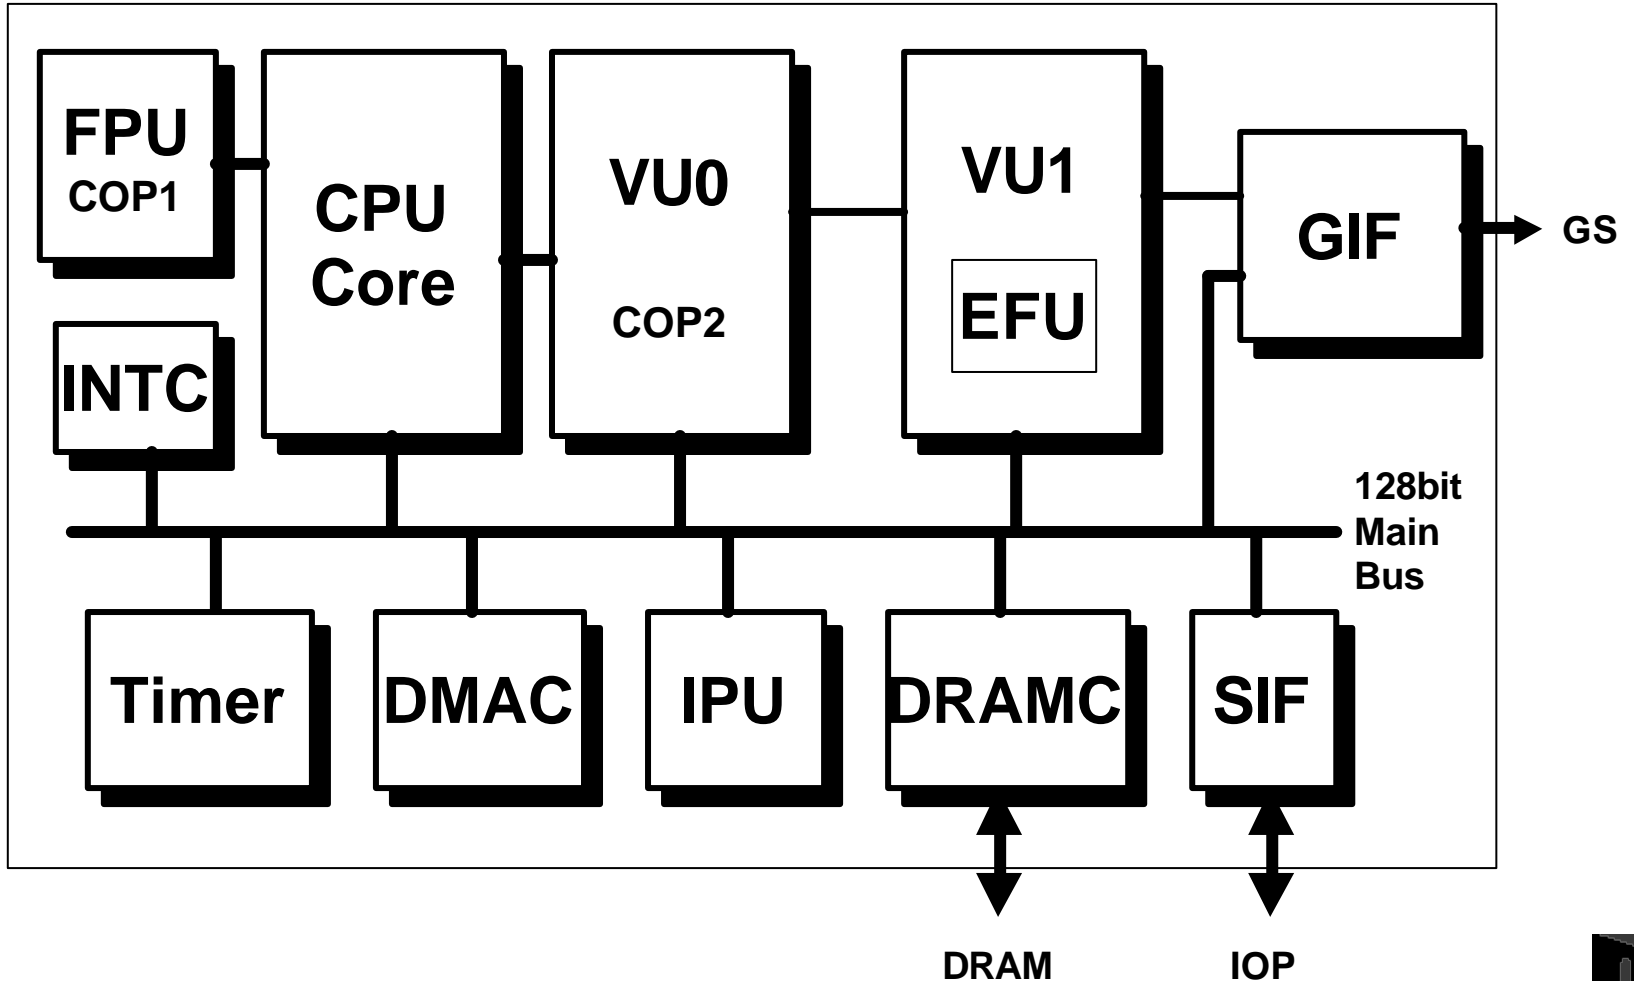 FPU
COP1
CPU
Core
VU0
COP2
VU1
EFU
GIF
GS
INTC
128bit
Main
Bus
Timer
DMAC
IPU
DRAMC
SIF
DRAM
IOP